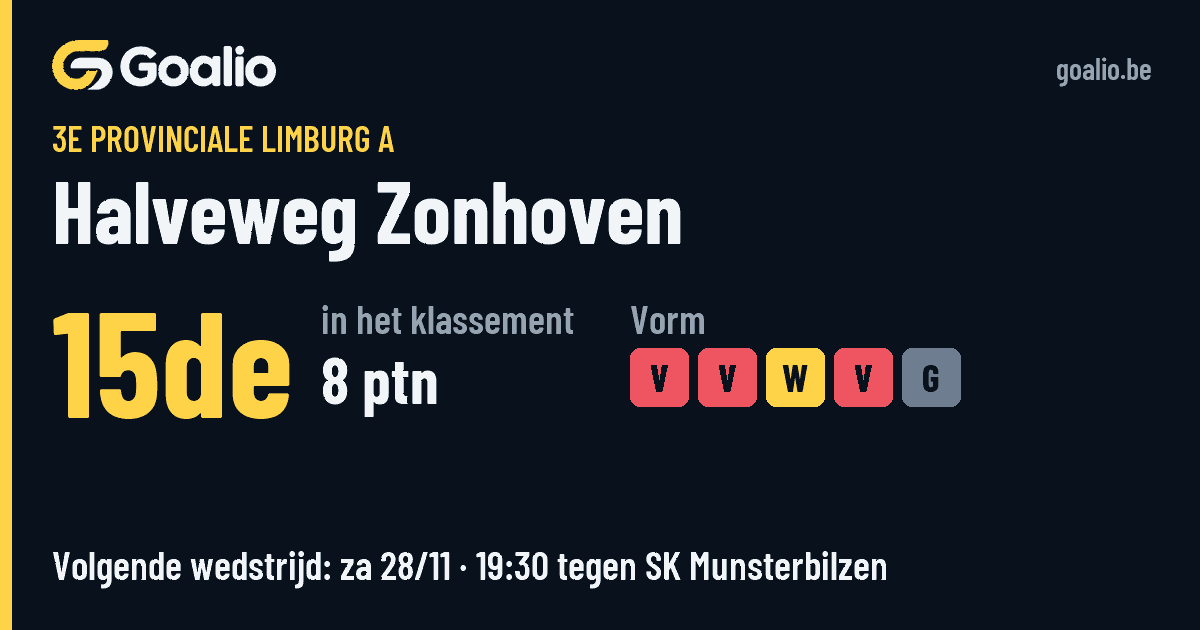 Goalio
goalio.be
3E PROVINCIALE LIMBURG A
Halveweg Zonhoven
15de
in het klassement
8 ptn
Vorm
V V W V G
Volgende wedstrijd: za 28/11 · 19:30 tegen SK Munsterbilzen